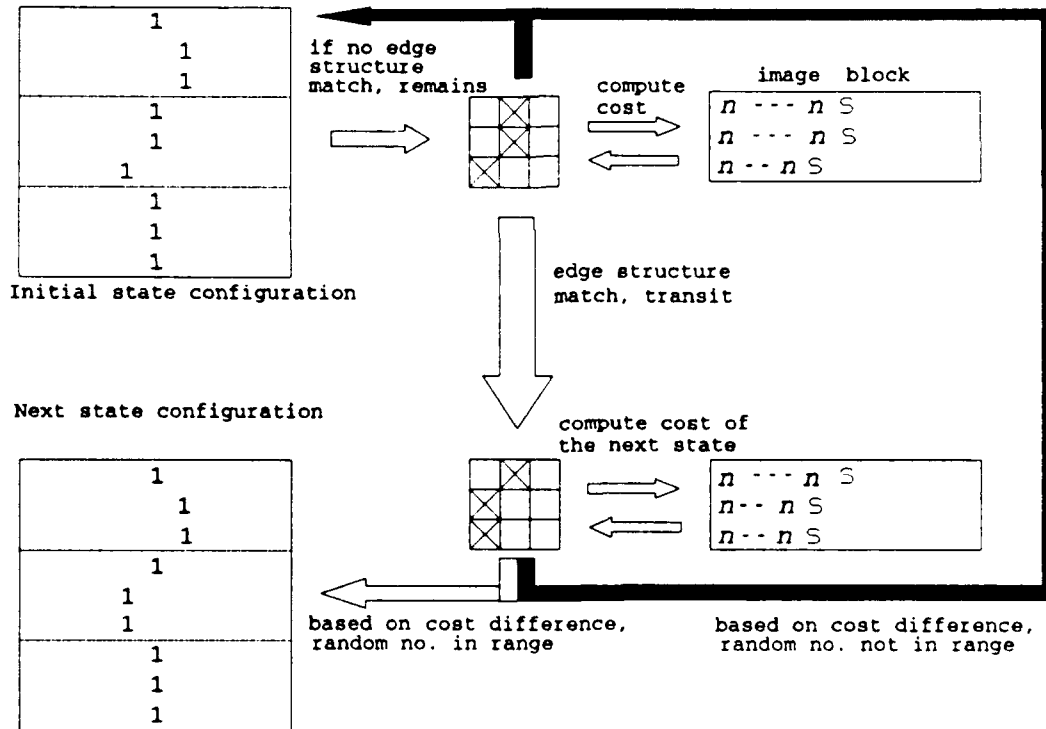 1
1
1
1
1
1
1
1
1
Initial state configuration
if no edge
structure
match, remains
compute
cost
image block
n --- n S
n --- n S
n -- n S
edge structure
match, transit
Next state configuration
compute cost of
the next state
1
1
1
1
1
1
1
1
1
n --- n S
n -- n S
n -- n S
based on cost difference,
random no. in range
based on cost difference,
random no. not in range